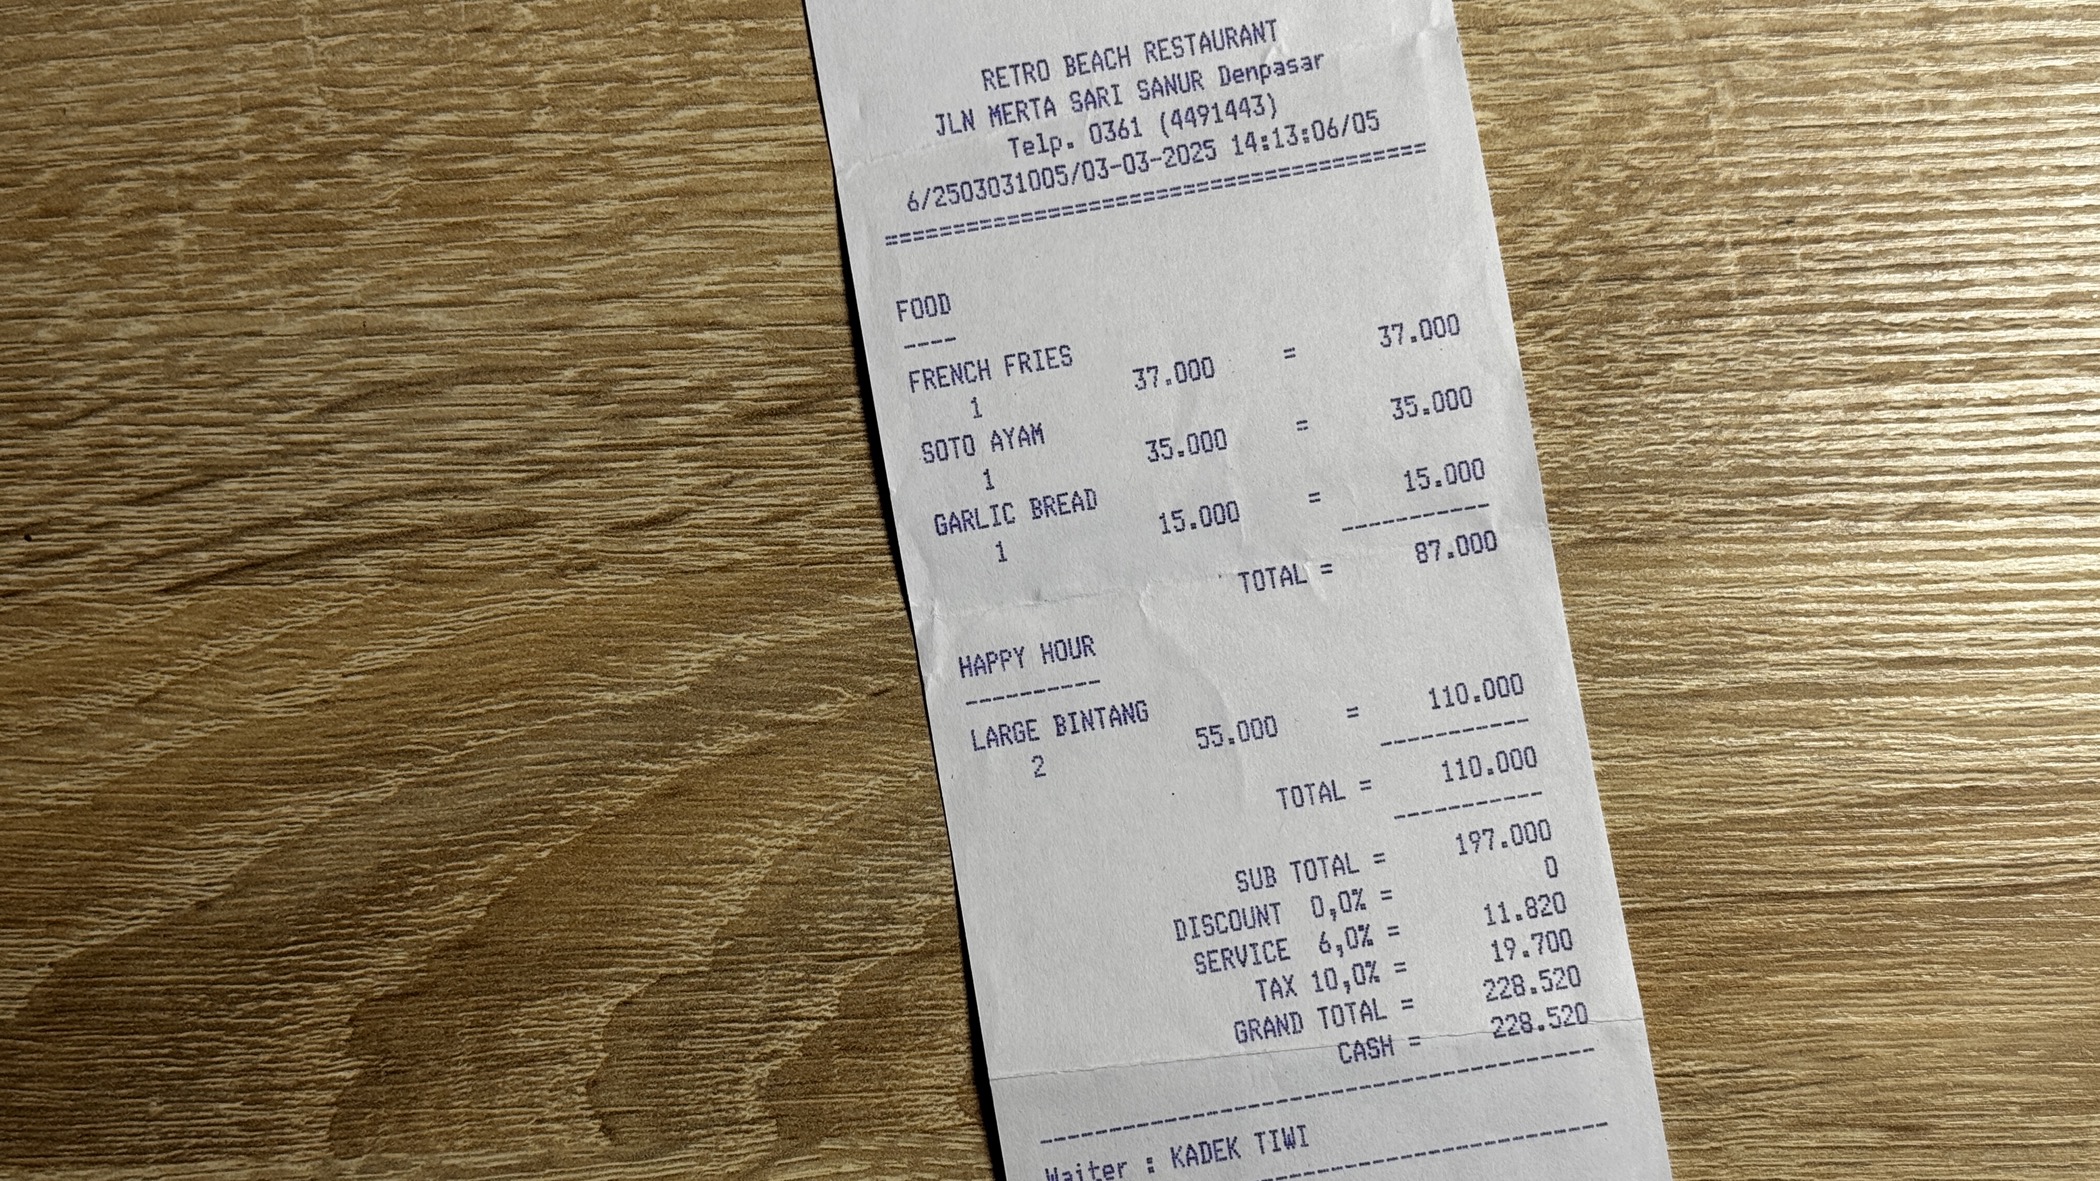 RETRO BEACH RESTAURANT
JLN MERTA SARI SANUR Denpasar
Telp. 0361 (4491443)
6/2503031005/03-03-2025 14:13:06/05
========================================
FOOD
----
FRENCH FRIES
1 37.000 = 37.000
SOTO AYAM
1 35.000 = 35.000
GARLIC BREAD
1 15.000 = 15.000
----------
TOTAL = 87.000
HAPPY HOUR
----------
LARGE BINTANG
2 55.000 = 110.000
----------
TOTAL = 110.000
----------
SUB TOTAL = 197.000
DISCOUNT 0,0% = 0
SERVICE 6,0% = 11.820
TAX 10,0% = 19.700
GRAND TOTAL = 228.520
CASH = 228.520
----------------------------------------
Waiter : KADEK TIWI
----------------------------------------